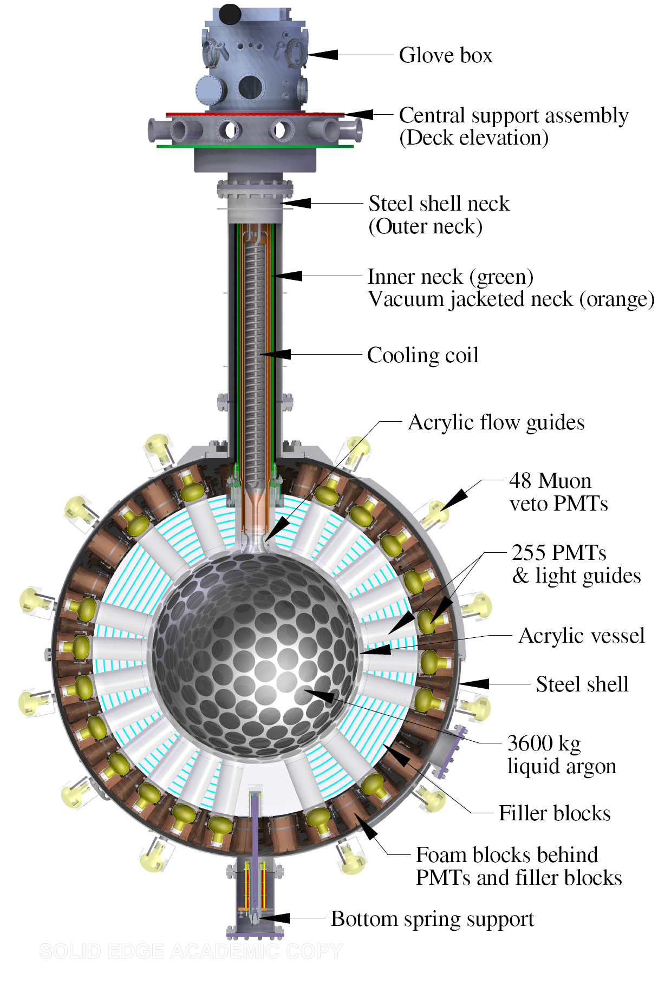 Glove box
Central support assembly
(Deck elevation)
Steel shell neck
(Outer neck)
Inner neck (green)
Vacuum jacketed neck (orange)
Cooling coil
Acrylic flow guides
48 Muon
veto PMTs
255 PMTs
& light guides
Acrylic vessel
Steel shell
3600 kg
liquid argon
Filler blocks
Foam blocks behind
PMTs and filler blocks
Bottom spring support
SOLID EDGE ACADEMIC COPY